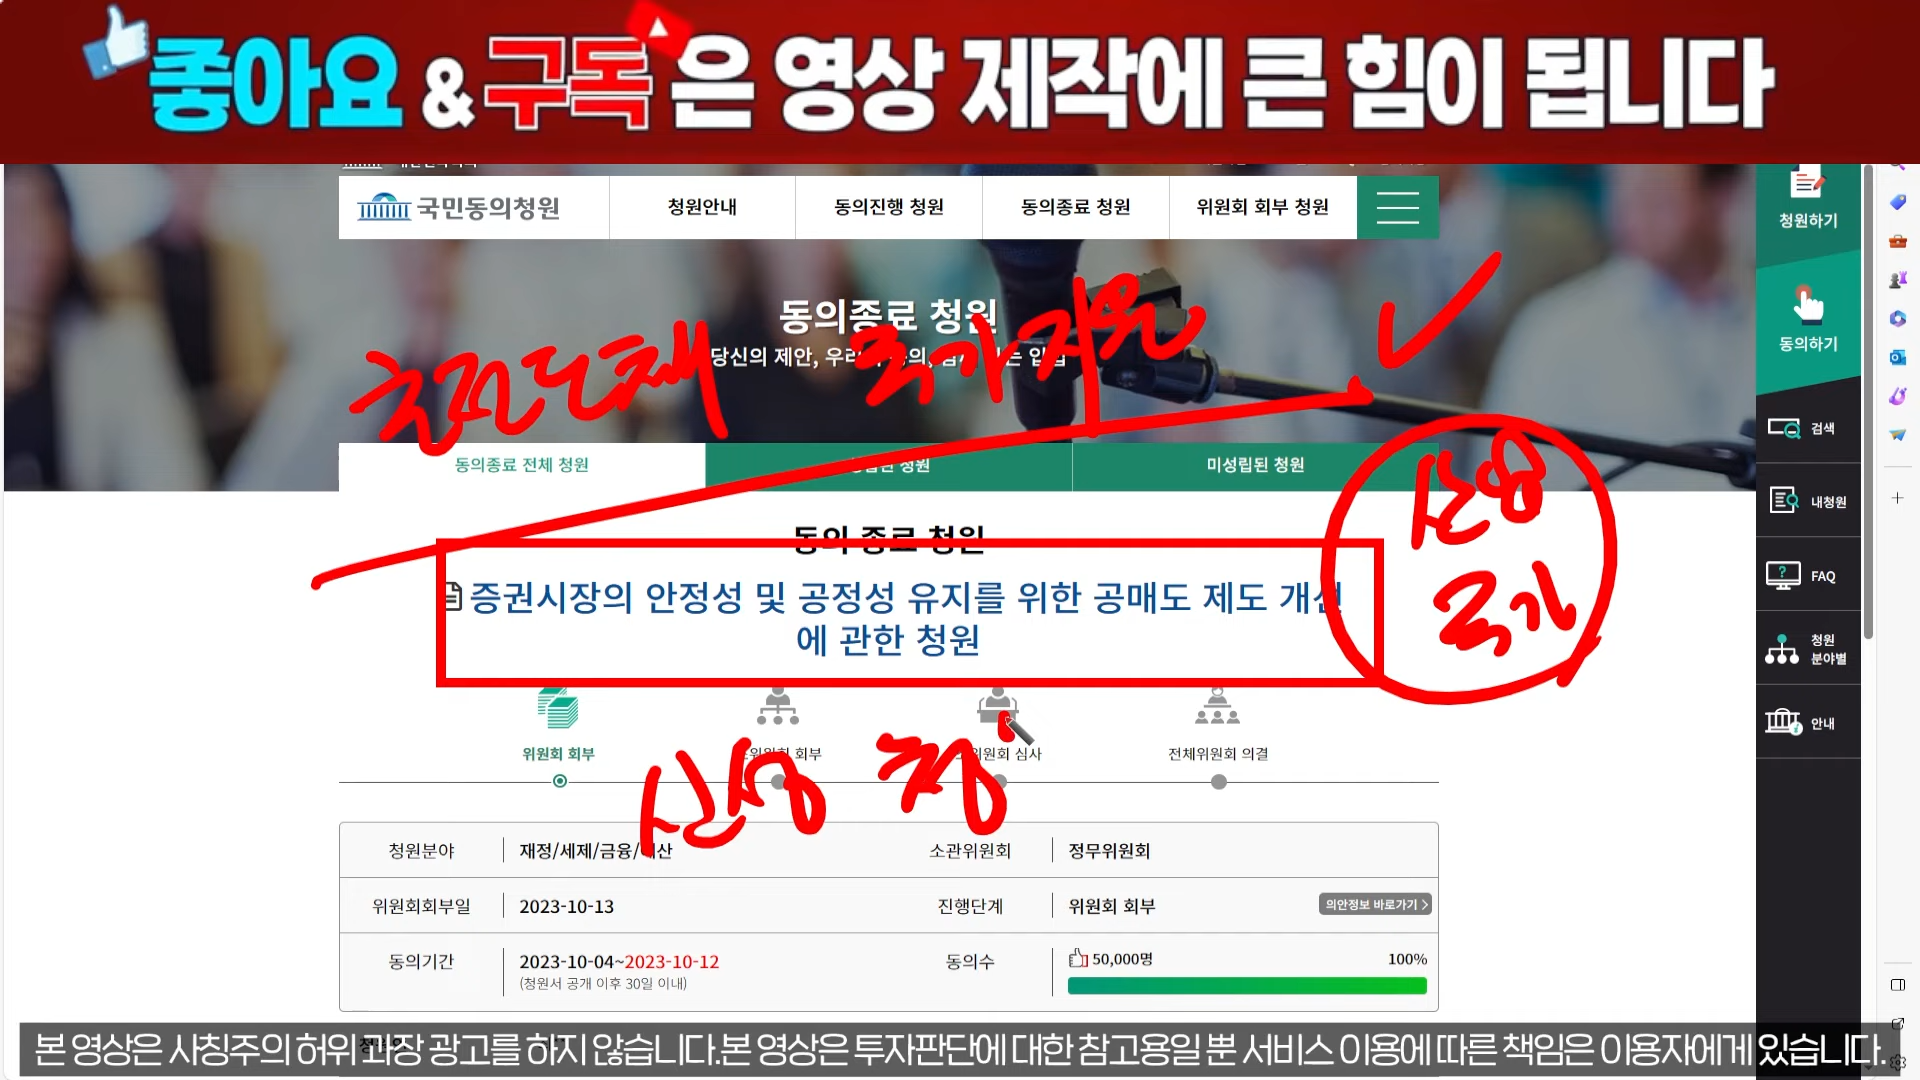 좋아요 & 구독은 영상 제작에 큰 힘이 됩니다
국민동의청원
청원안내
동의진행 청원
동의종료 청원
위원회 회부 청원
청원하기
동의하기
검색
내청원
FAQ
청원
분야별
안내
동의종료 청원
당신의 제안,
국가지원
동의종료 전체 청원
청원
미성립된 청원
산업
국가
동의 종료 청원
증권시장의 안정성 및 공정성 유지를 위한 공매도 제도 개선
에 관한 청원
위원회 회부
회부
위원회 심사
전체위원회 의결
신성
청원분야
재정/세제/금융/
소관위원회
정무위원회
위원회회부일
2023-10-13
진행단계
위원회 회부
의안정보 바로가기 >
동의기간
2023-10-04~2023-10-12
(청원서 공개 이후 30일 이내)
동의수
50,000명
100%
본 영상은 사칭주의 허위 과장 광고를 하지 않습니다.본 영상은 투자판단에 대한 참고용일 뿐 서비스 이용에 따른 책임은 이용자에게 있습니다.